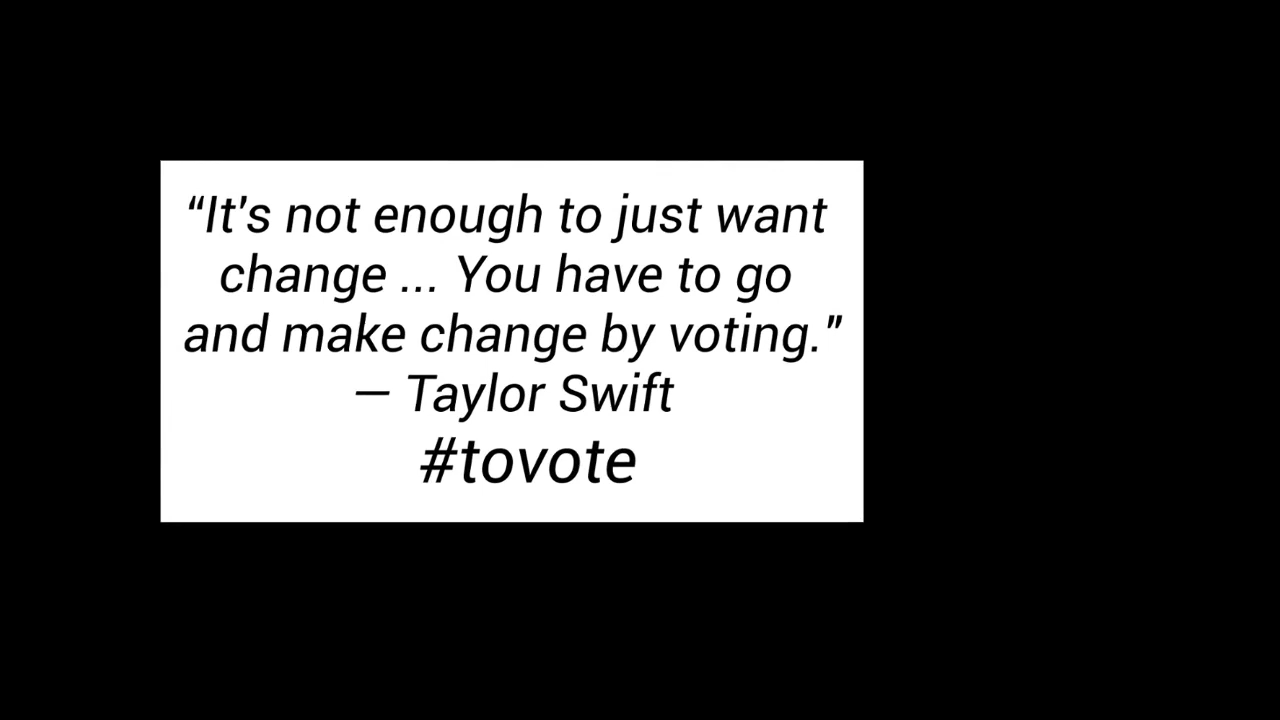 “It’s not enough to just want
change ... You have to go
and make change by voting.”
— Taylor Swift
#tovote